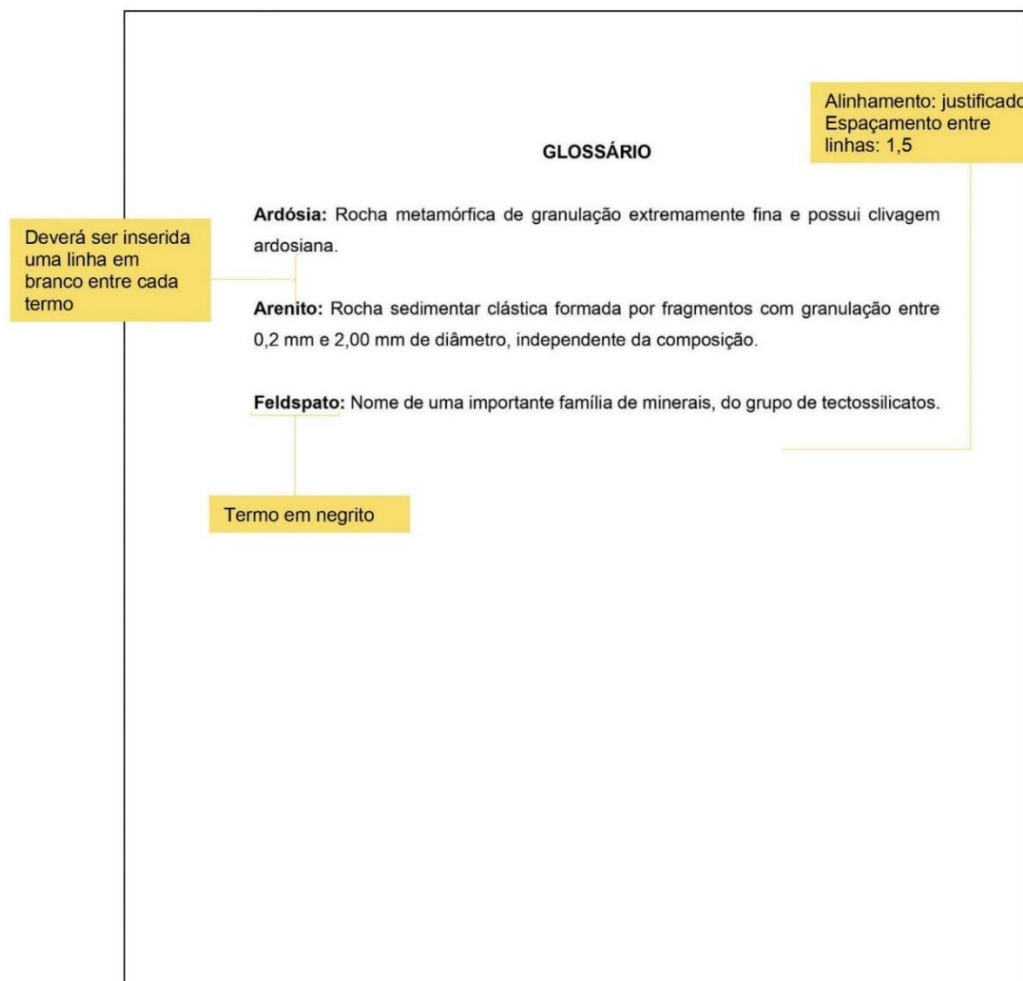 Alinhamento: justificado
Espaçamento entre
linhas: 1,5
GLOSSÁRIO
Ardósia: Rocha metamórfica de granulação extremamente fina e possui clivagem
ardosiana.
Deverá ser inserida
uma linha em
branco entre cada
termo
Arenito: Rocha sedimentar clástica formada por fragmentos com granulação entre
0,2 mm e 2,00 mm de diâmetro, independente da composição.
Feldspato: Nome de uma importante família de minerais, do grupo de tectossilicatos.
Termo em negrito